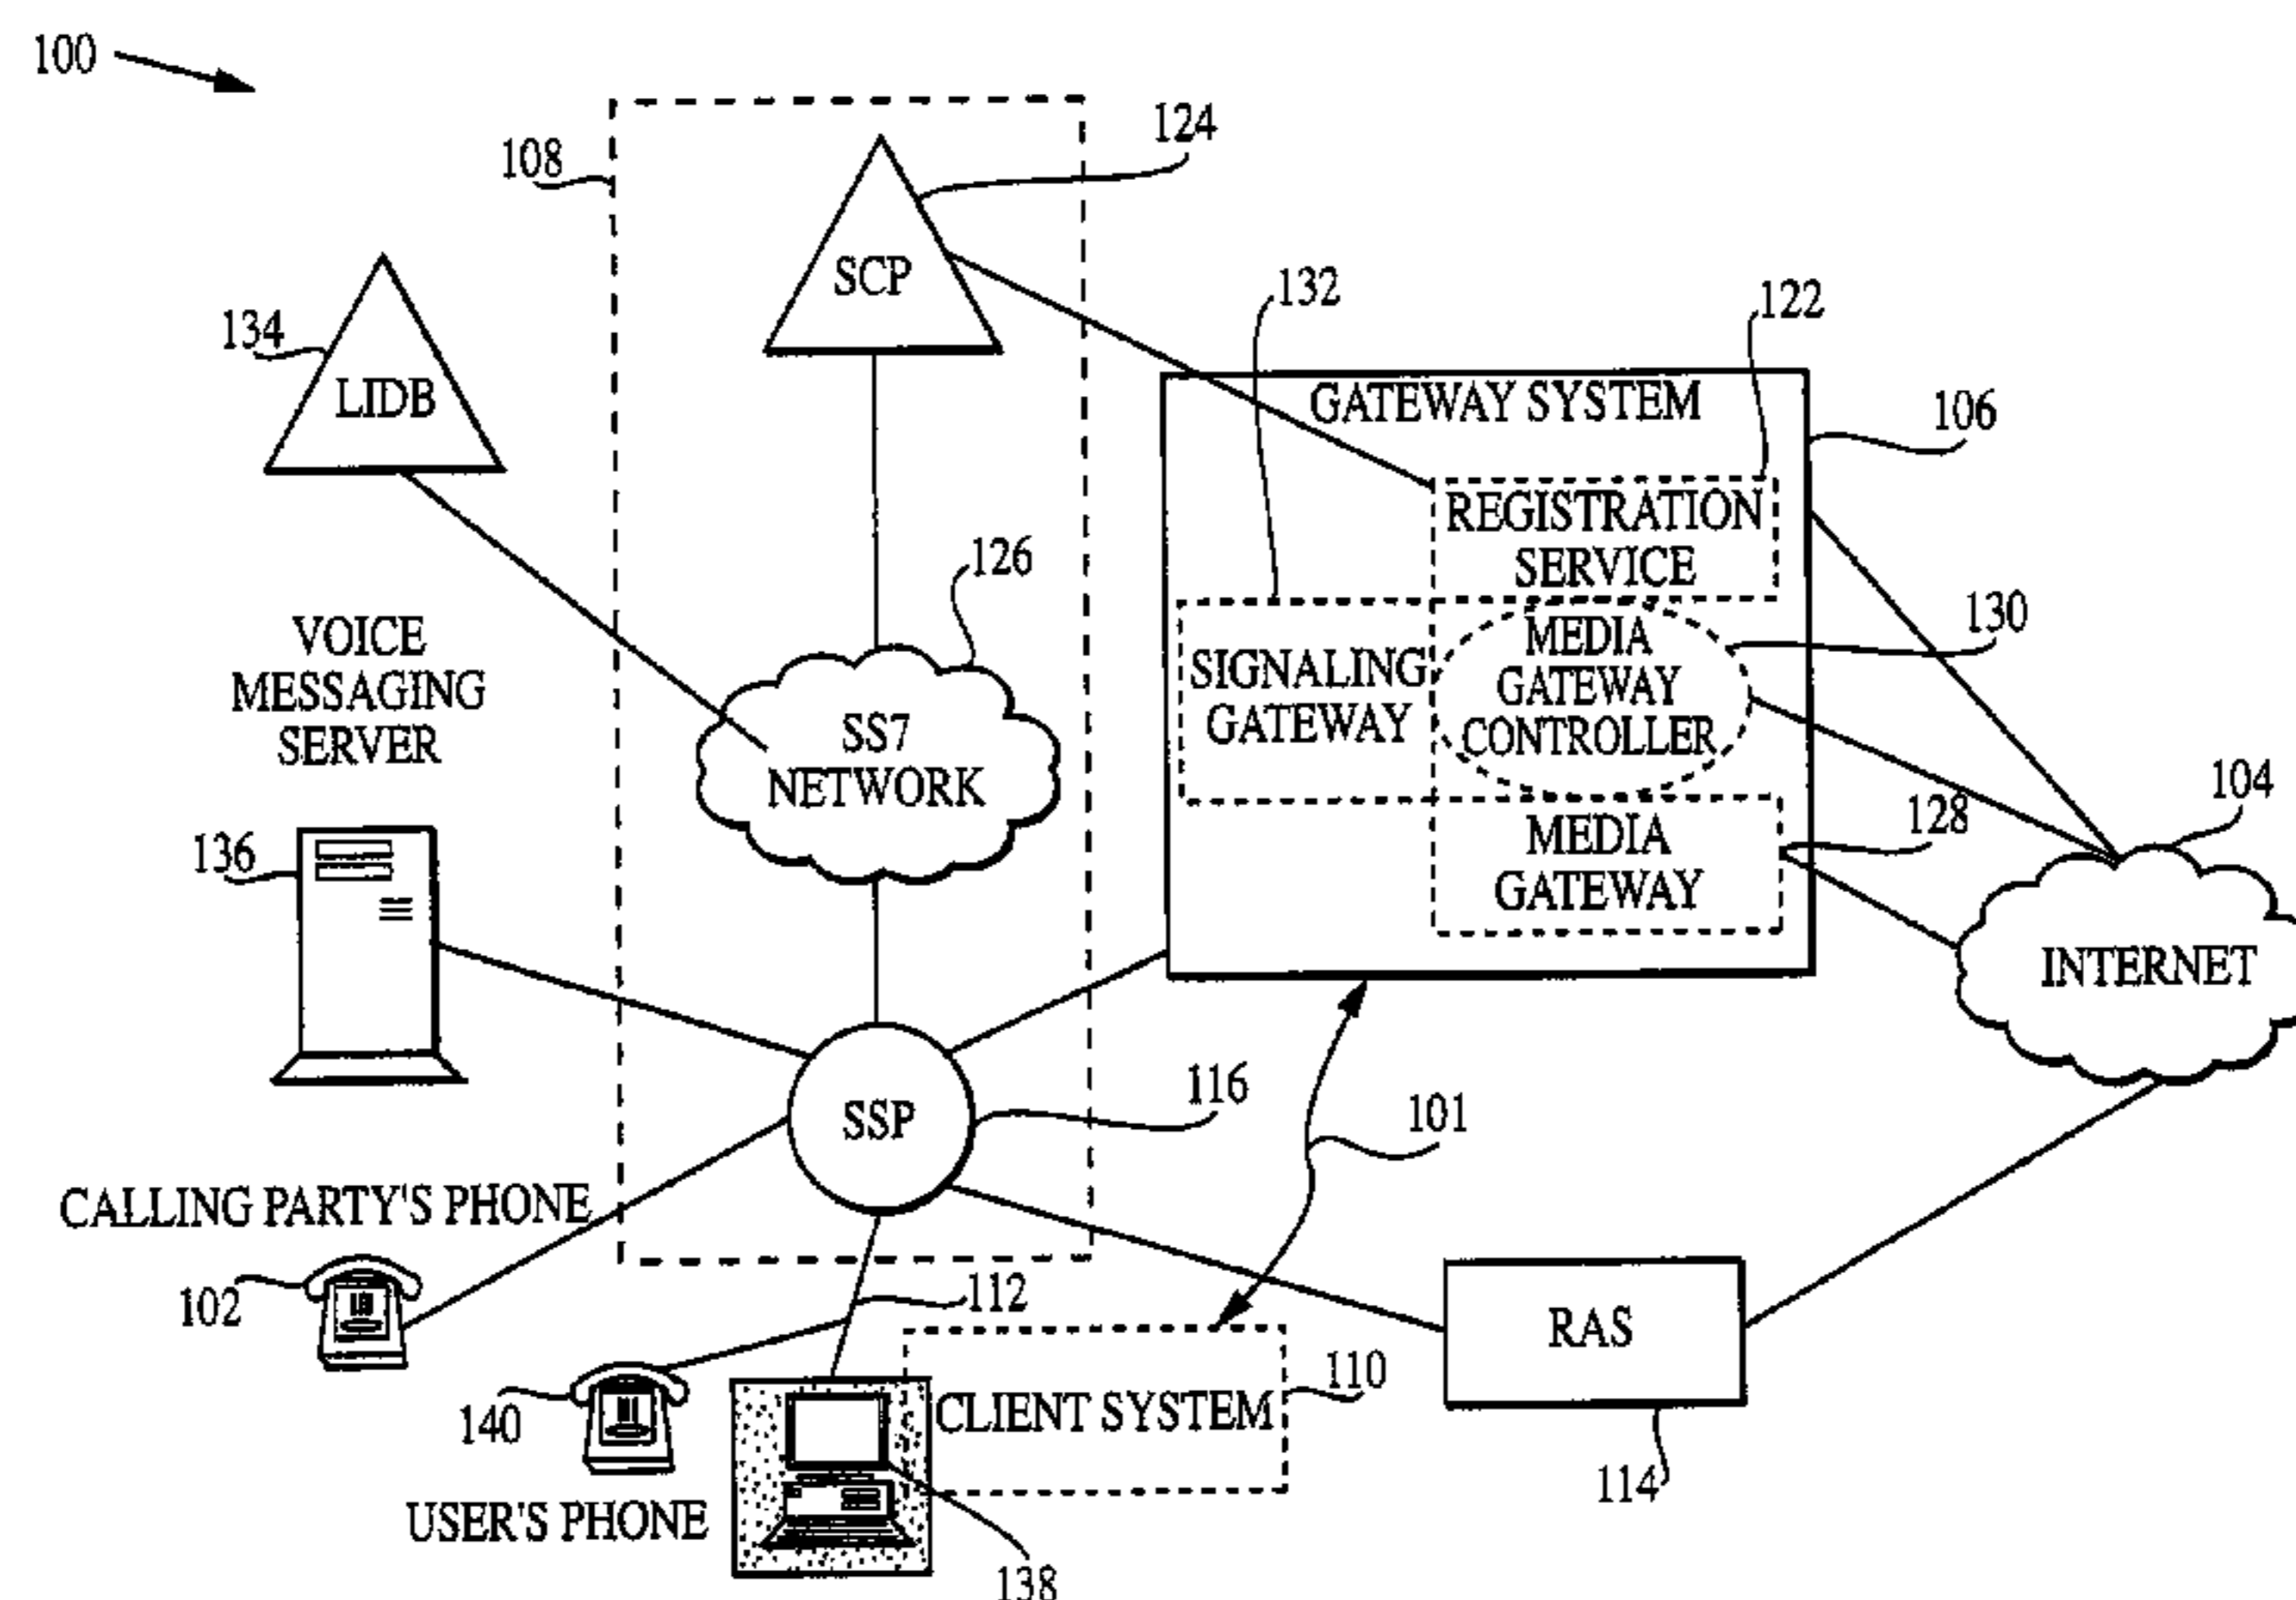 100
108
124
SCP
132
122
134
LIDB
GATEWAY SYSTEM
106
REGISTRATION
SERVICE
126
130
VOICE
MESSAGING
SERVER
SS7
NETWORK
SIGNALING
GATEWAY
MEDIA
GATEWAY
CONTROLLER
104
128
136
MEDIA
GATEWAY
INTERNET
116
SSP
101
CALLING PARTY'S PHONE
102
112
RAS
110
CLIENT SYSTEM
140
114
USER'S PHONE
138